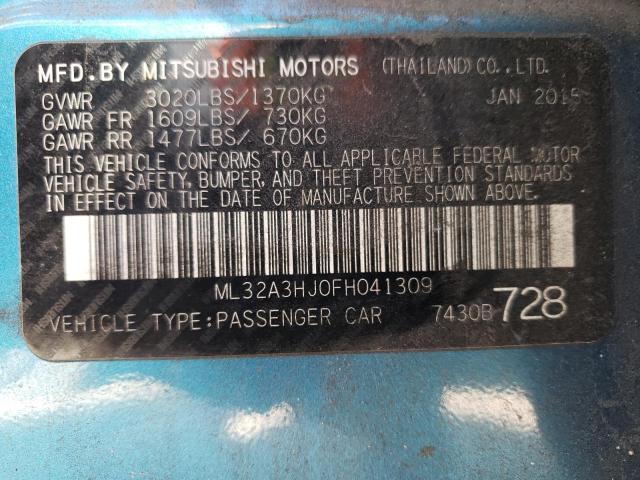 MFD.BY MITSUBISHI MOTORS (THAILAND)CO.,LTD.
GVWR 3020LBS/1370KG JAN 2015
GAWR FR 1609LBS/ 730KG
GAWR RR 1477LBS/ 670KG
THIS VEHICLE CONFORMS TO ALL APPLICABLE FEDERAL MOTOR
VEHICLE SAFETY, BUMPER, AND THEFT PREVENTION STANDARDS
IN EFFECT ON THE DATE OF MANUFACTURE SHOWN ABOVE.
ML32A3HJ0FH041309
VEHICLE TYPE:PASSENGER CAR 7430B 728